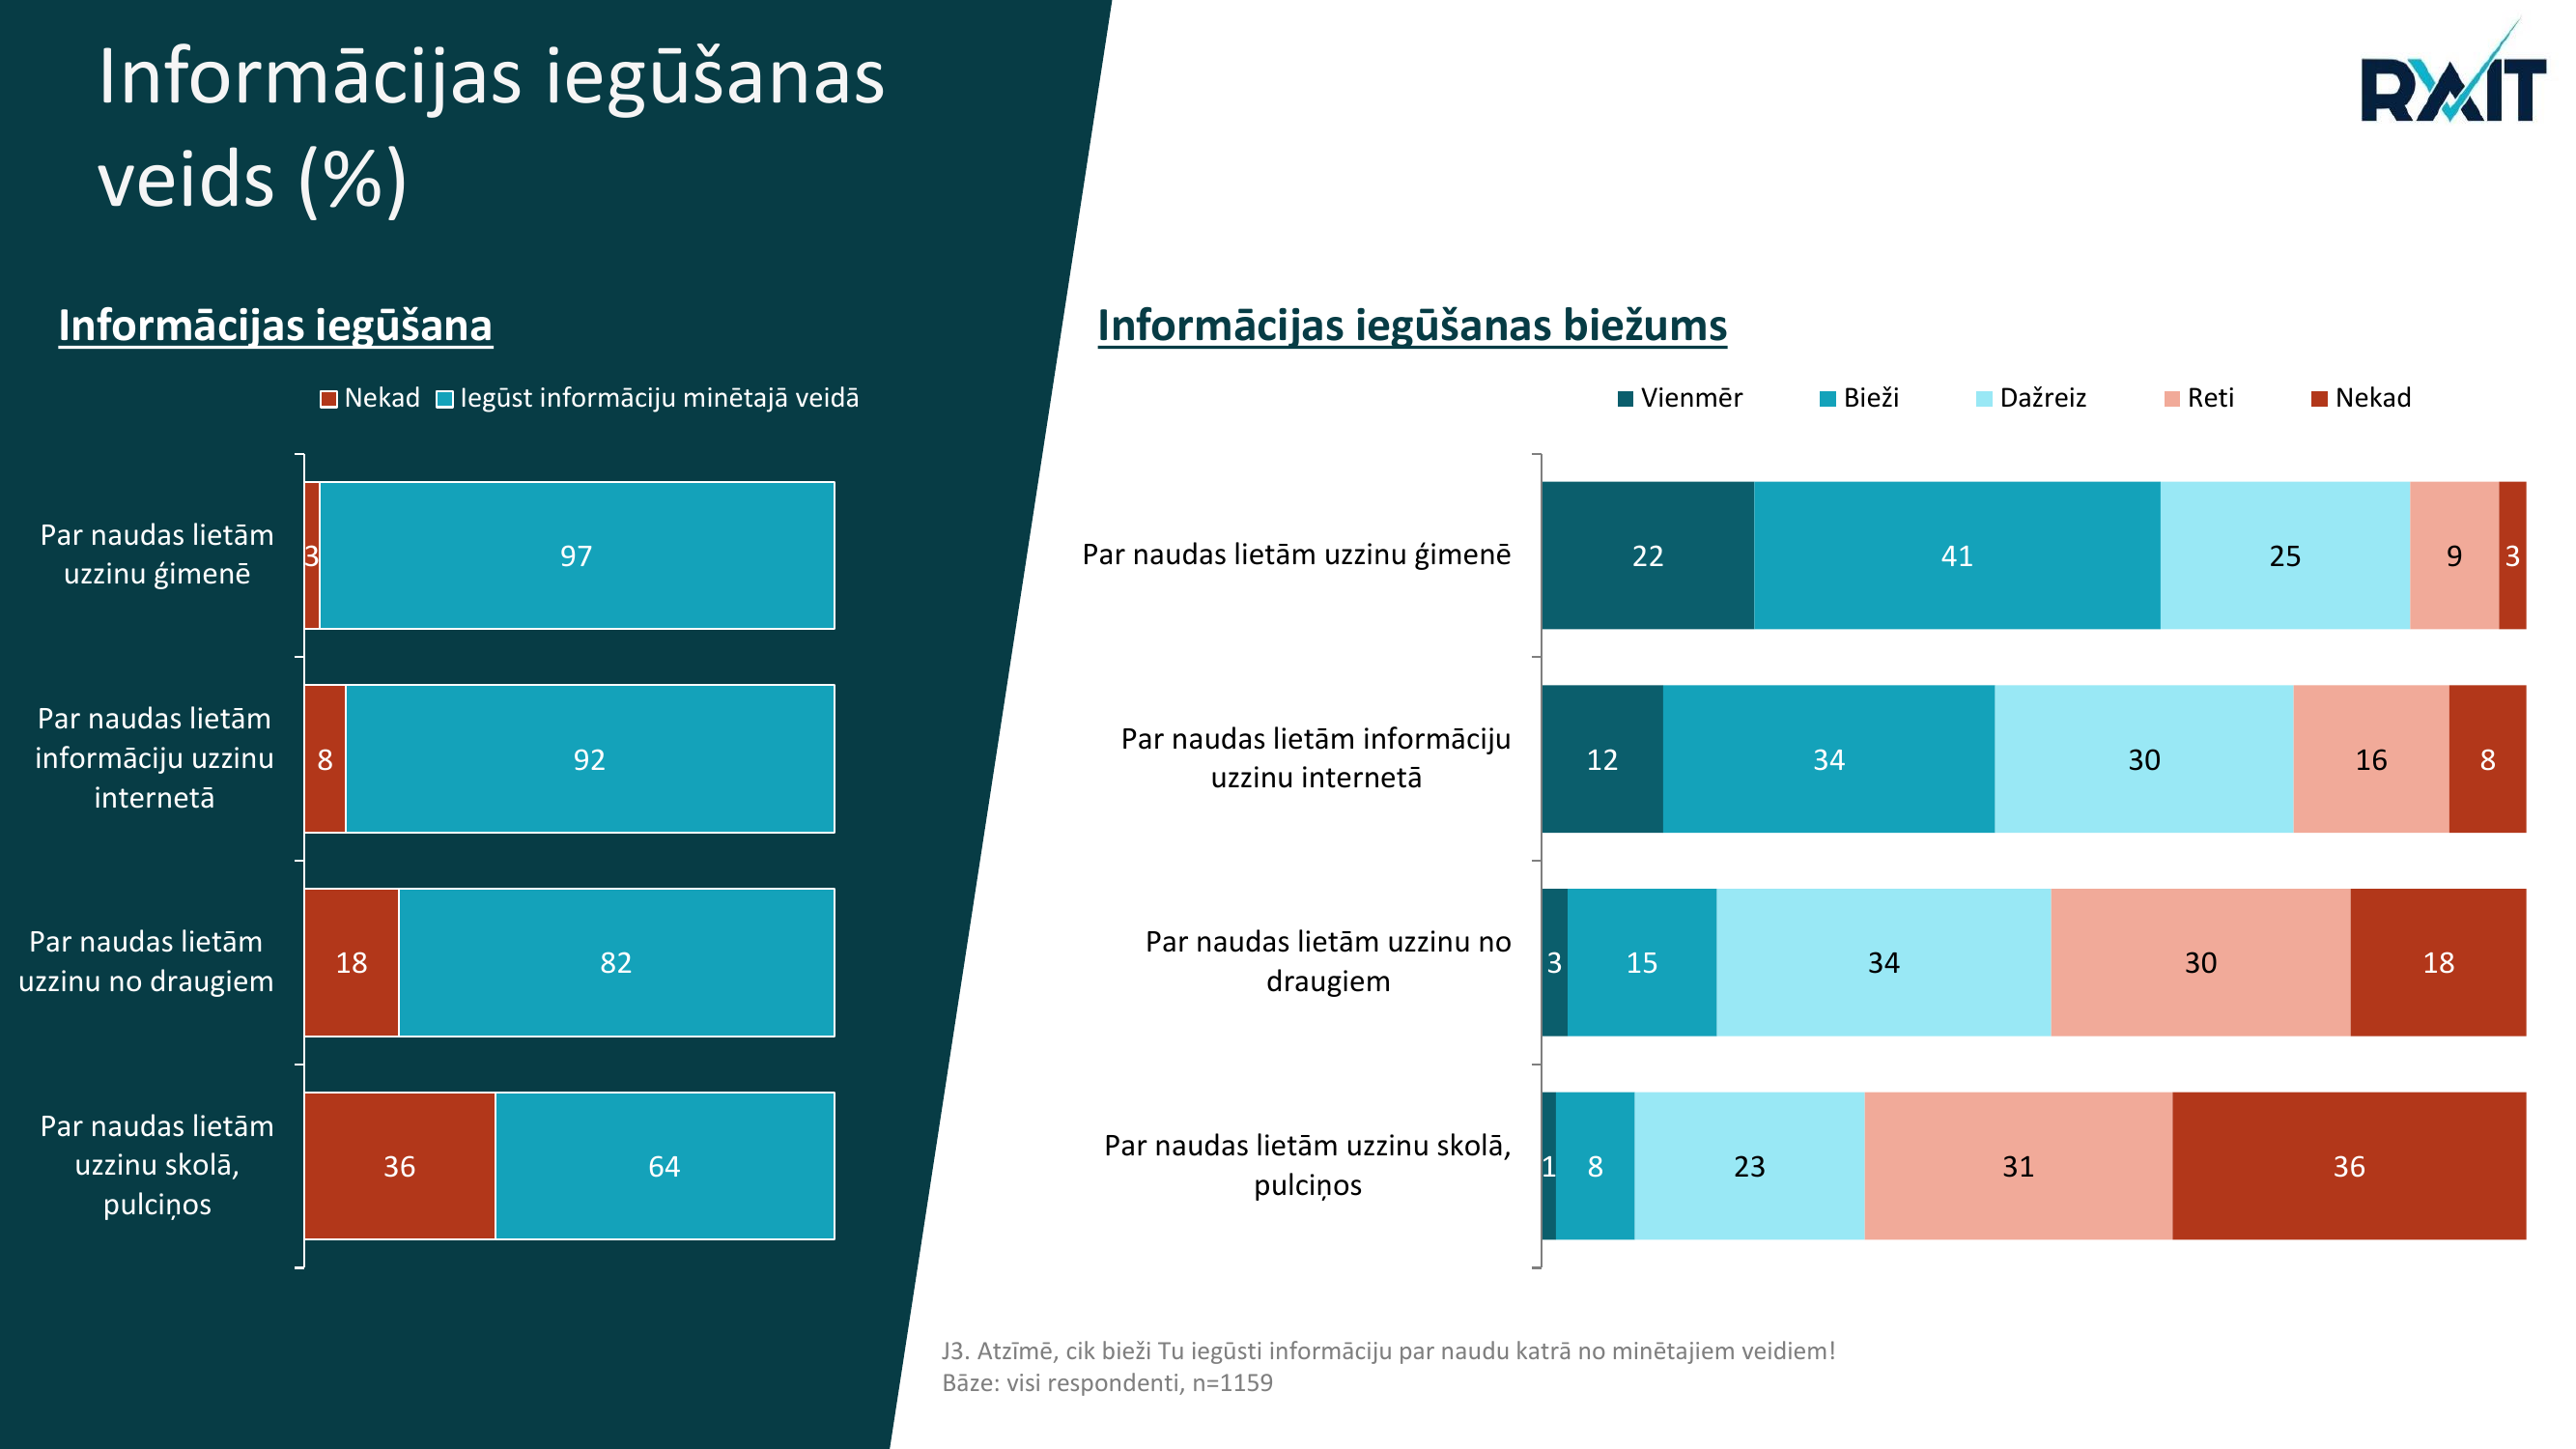 Informācijas iegūšanas
veids (%)
RAIT
Informācijas iegūšana
Nekad Iegūst informāciju minētajā veidā
Par naudas lietām
uzzinu ģimenē
3 97
Par naudas lietām
informāciju uzzinu
internetā
8 92
Par naudas lietām
uzzinu no draugiem
18 82
Par naudas lietām
uzzinu skolā,
pulciņos
36 64
Informācijas iegūšanas biežums
Vienmēr Bieži Dažreiz Reti Nekad
Par naudas lietām uzzinu ģimenē
22 41 25 9 3
Par naudas lietām informāciju
uzzinu internetā
12 34 30 16 8
Par naudas lietām uzzinu no
draugiem
3 15 34 30 18
Par naudas lietām uzzinu skolā,
pulciņos
1 8 23 31 36
J3. Atzīmē, cik bieži Tu iegūsti informāciju par naudu katrā no minētajiem veidiem!
Bāze: visi respondenti, n=1159